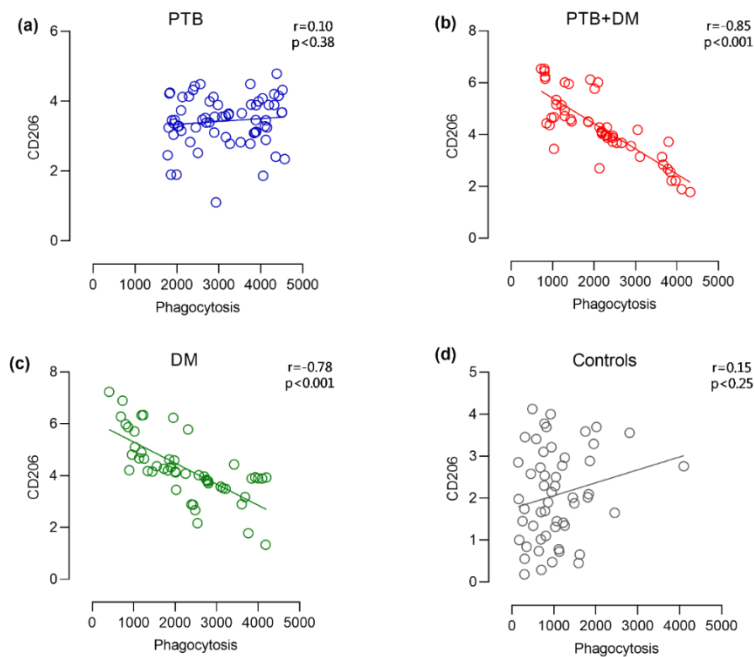 (a)
PTB
r=0.10
p<0.38
6
4
2
0
CD206
0 1000 2000 3000 4000 5000
Phagocytosis
(b)
PTB+DM
r=-0.85
p<0.001
8
6
4
2
0
CD206
0 1000 2000 3000 4000 5000
Phagocytosis
(c)
DM
r=-0.78
p<0.001
8
6
4
2
0
CD206
0 1000 2000 3000 4000 5000
Phagocytosis
(d)
Controls
r=0.15
p<0.25
5
4
3
2
1
0
CD206
0 1000 2000 3000 4000 5000
Phagocytosis